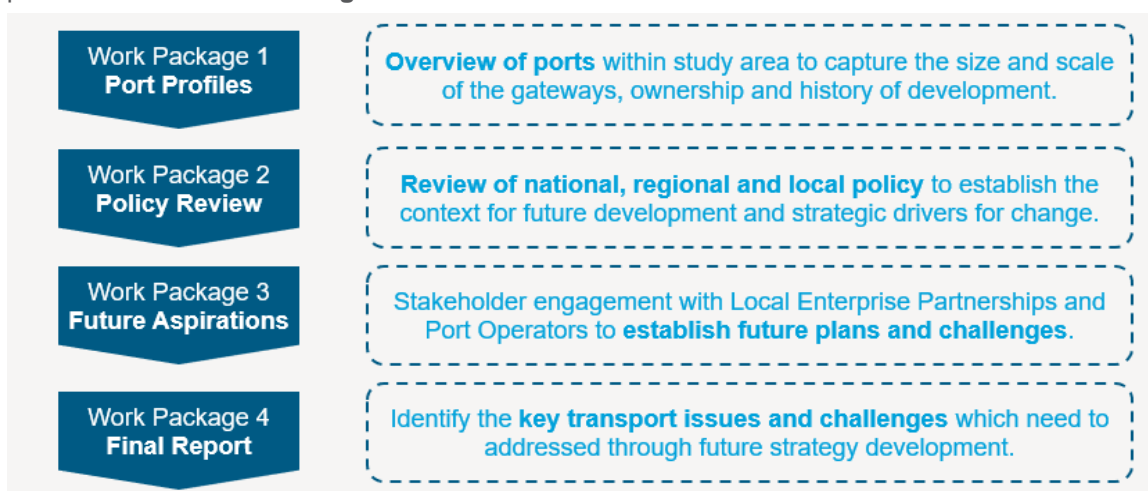 Work Package 1
Port Profiles
Overview of ports within study area to capture the size and scale
of the gateways, ownership and history of development.
Work Package 2
Policy Review
Review of national, regional and local policy to establish the
context for future development and strategic drivers for change.
Work Package 3
Future Aspirations
Stakeholder engagement with Local Enterprise Partnerships and
Port Operators to establish future plans and challenges.
Work Package 4
Final Report
Identify the key transport issues and challenges which need to
addressed through future strategy development.